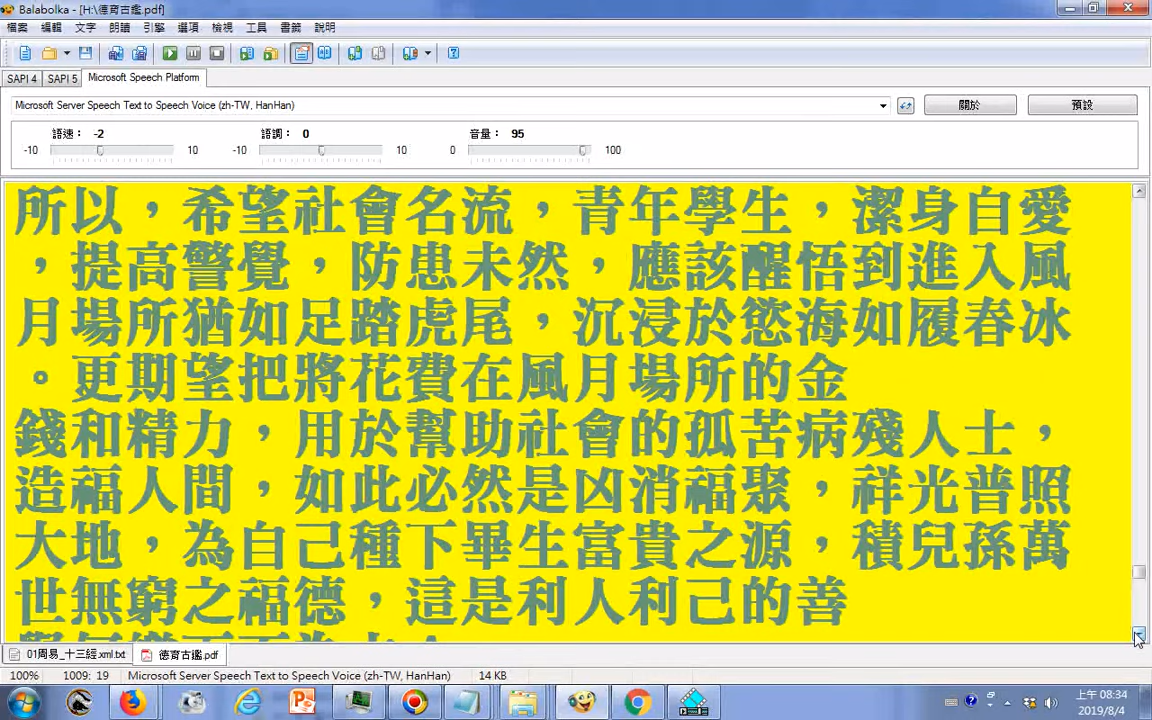 Balabolka - [H:\德育古鑑.pdf]
檔案 編輯 文字 朗讀 引擎 選項 檢視 工具 書籤 說明
SAPI 4 SAPI 5 Microsoft Speech Platform
Microsoft Server Speech Text to Speech Voice (zh-TW, HanHan) 關於 預設
語速： -2 語調： 0 音量： 95
-10 10 -10 10 0 100
所以，希望社會名流，青年學生，潔身自愛
，提高警覺，防患未然，應該醒悟到進入風
月場所猶如足踏虎尾，沉浸於慾海如履春冰
。更期望把將花費在風月場所的金
錢和精力，用於幫助社會的孤苦病殘人士，
造福人間，如此必然是凶消福聚，祥光普照
大地，為自己種下畢生富貴之源，積兒孫萬
世無窮之福德，這是利人利己的善
01周易_十三經.xml.txt 德育古鑑.pdf
100% 1009: 19 Microsoft Server Speech Text to Speech Voice (zh-TW, HanHan) 14 KB
上午 08:34
2019/8/4